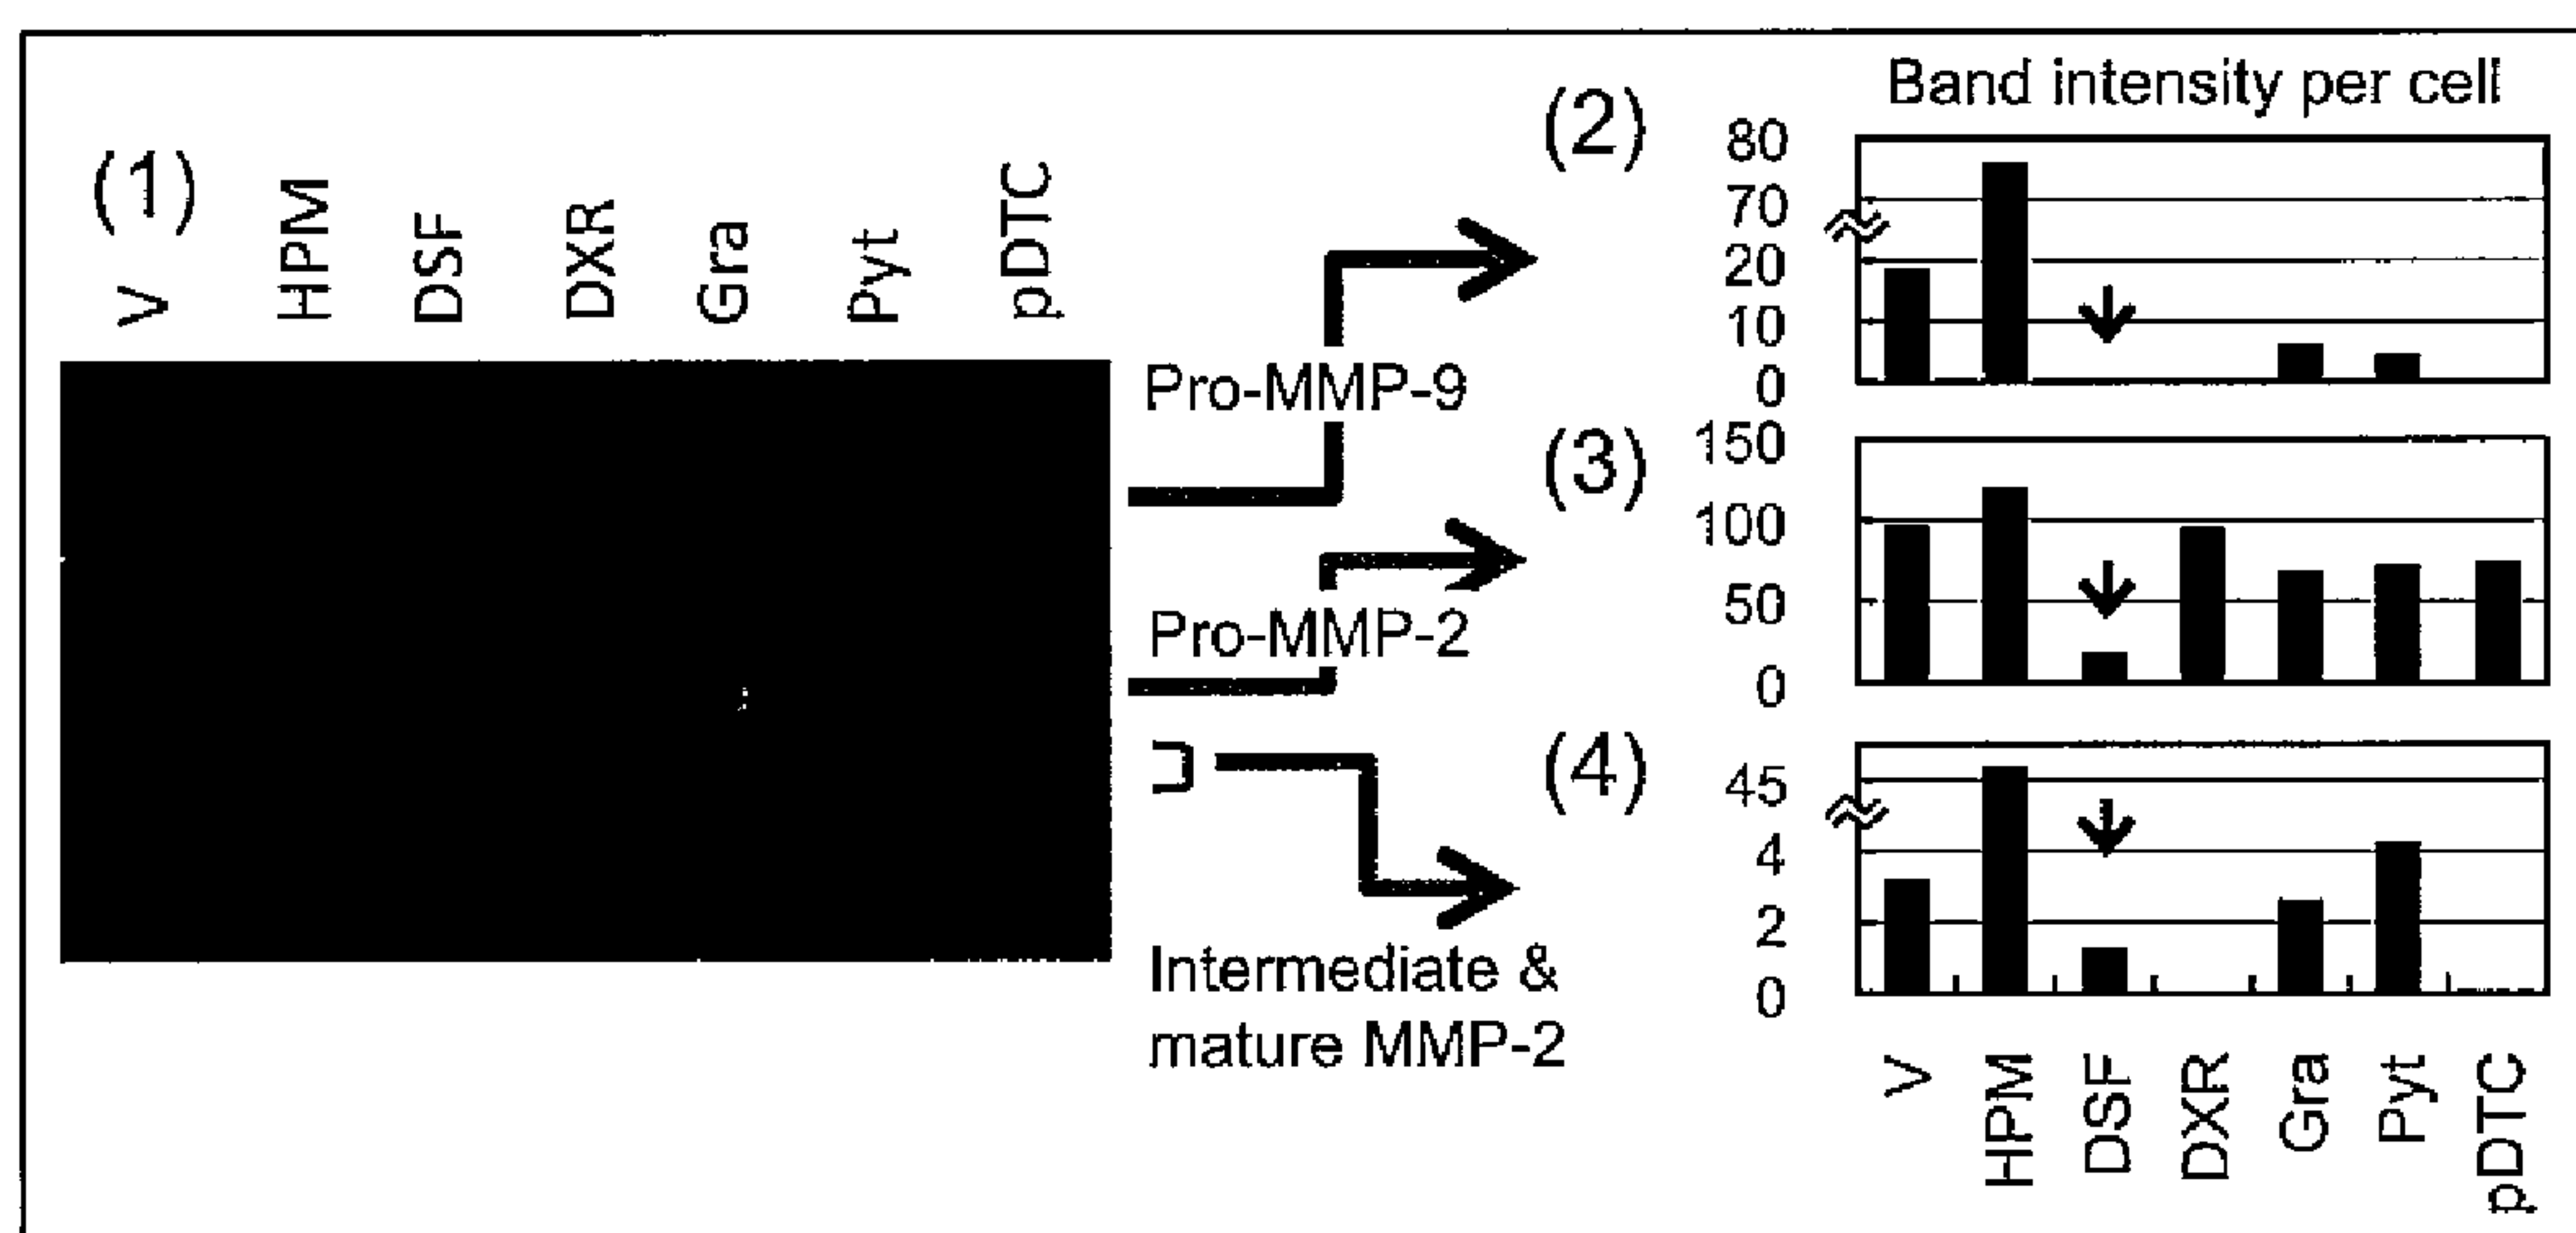 (1)
V
HPM
DSF
DXR
Gra
Pyt
pDTC
Pro-MMP-9
Pro-MMP-2
Intermediate &
mature MMP-2
Band intensity per cell
(2)
80
70
20
10
0
(3)
150
100
50
0
(4)
45
4
2
0
V
HPM
DSF
DXR
Gra
Pyt
pDTC